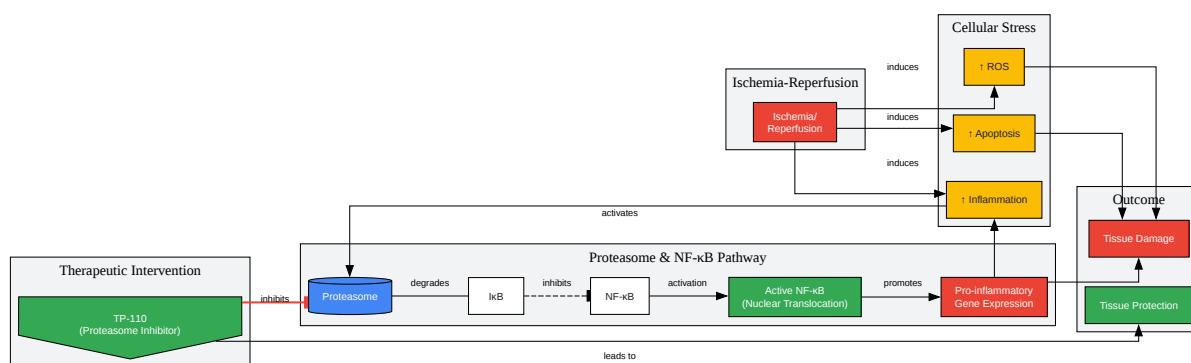 Cellular Stress
induces
↑ ROS
Ischemia-Reperfusion
Ischemia/
Reperfusion
induces
↑ Apoptosis
induces
↑ Inflammation
Outcome
activates
Tissue Damage
Proteasome & NF-κB Pathway
Therapeutic Intervention
Proteasome
degrades
IκB
inhibits
NF-κB
activation
Active NF-κB
(Nuclear Translocation)
promotes
Pro-inflammatory
Gene Expression
inhibits
Tissue Protection
TP-110
(Proteasome Inhibitor)
leads to